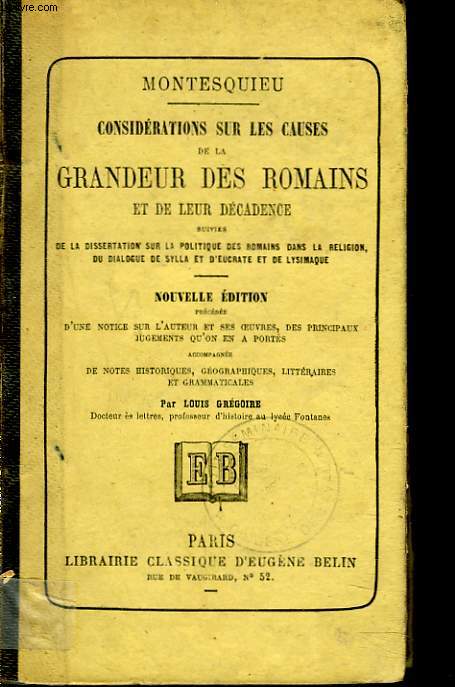 livre.com
MONTESQUIEU
CONSIDÉRATIONS SUR LES CAUSES
DE LA
GRANDEUR DES ROMAINS
ET DE LEUR DÉCADENCE
SUIVIES
DE LA DISSERTATION SUR LA POLITIQUE DES ROMAINS DANS LA RELIGION,
DU DIALOGUE DE SYLLA ET D'EUCRATE ET DE LYSIMAQUE
NOUVELLE ÉDITION
PRÉCÉDÉE
D'UNE NOTICE SUR L'AUTEUR ET SES ŒUVRES, DES PRINCIPAUX
JUGEMENTS QU'ON EN A PORTÉS
ACCOMPAGNÉE
DE NOTES HISTORIQUES, GÉOGRAPHIQUES, LITTÉRAIRES
ET GRAMMATICALES
Par LOUIS GRÉGOIRE
Docteur ès lettres, professeur d'histoire au lycée Fontanes
EB
PARIS
LIBRAIRIE CLASSIQUE D'EUGÈNE BELIN
RUE DE VAUGIRARD, N° 52.